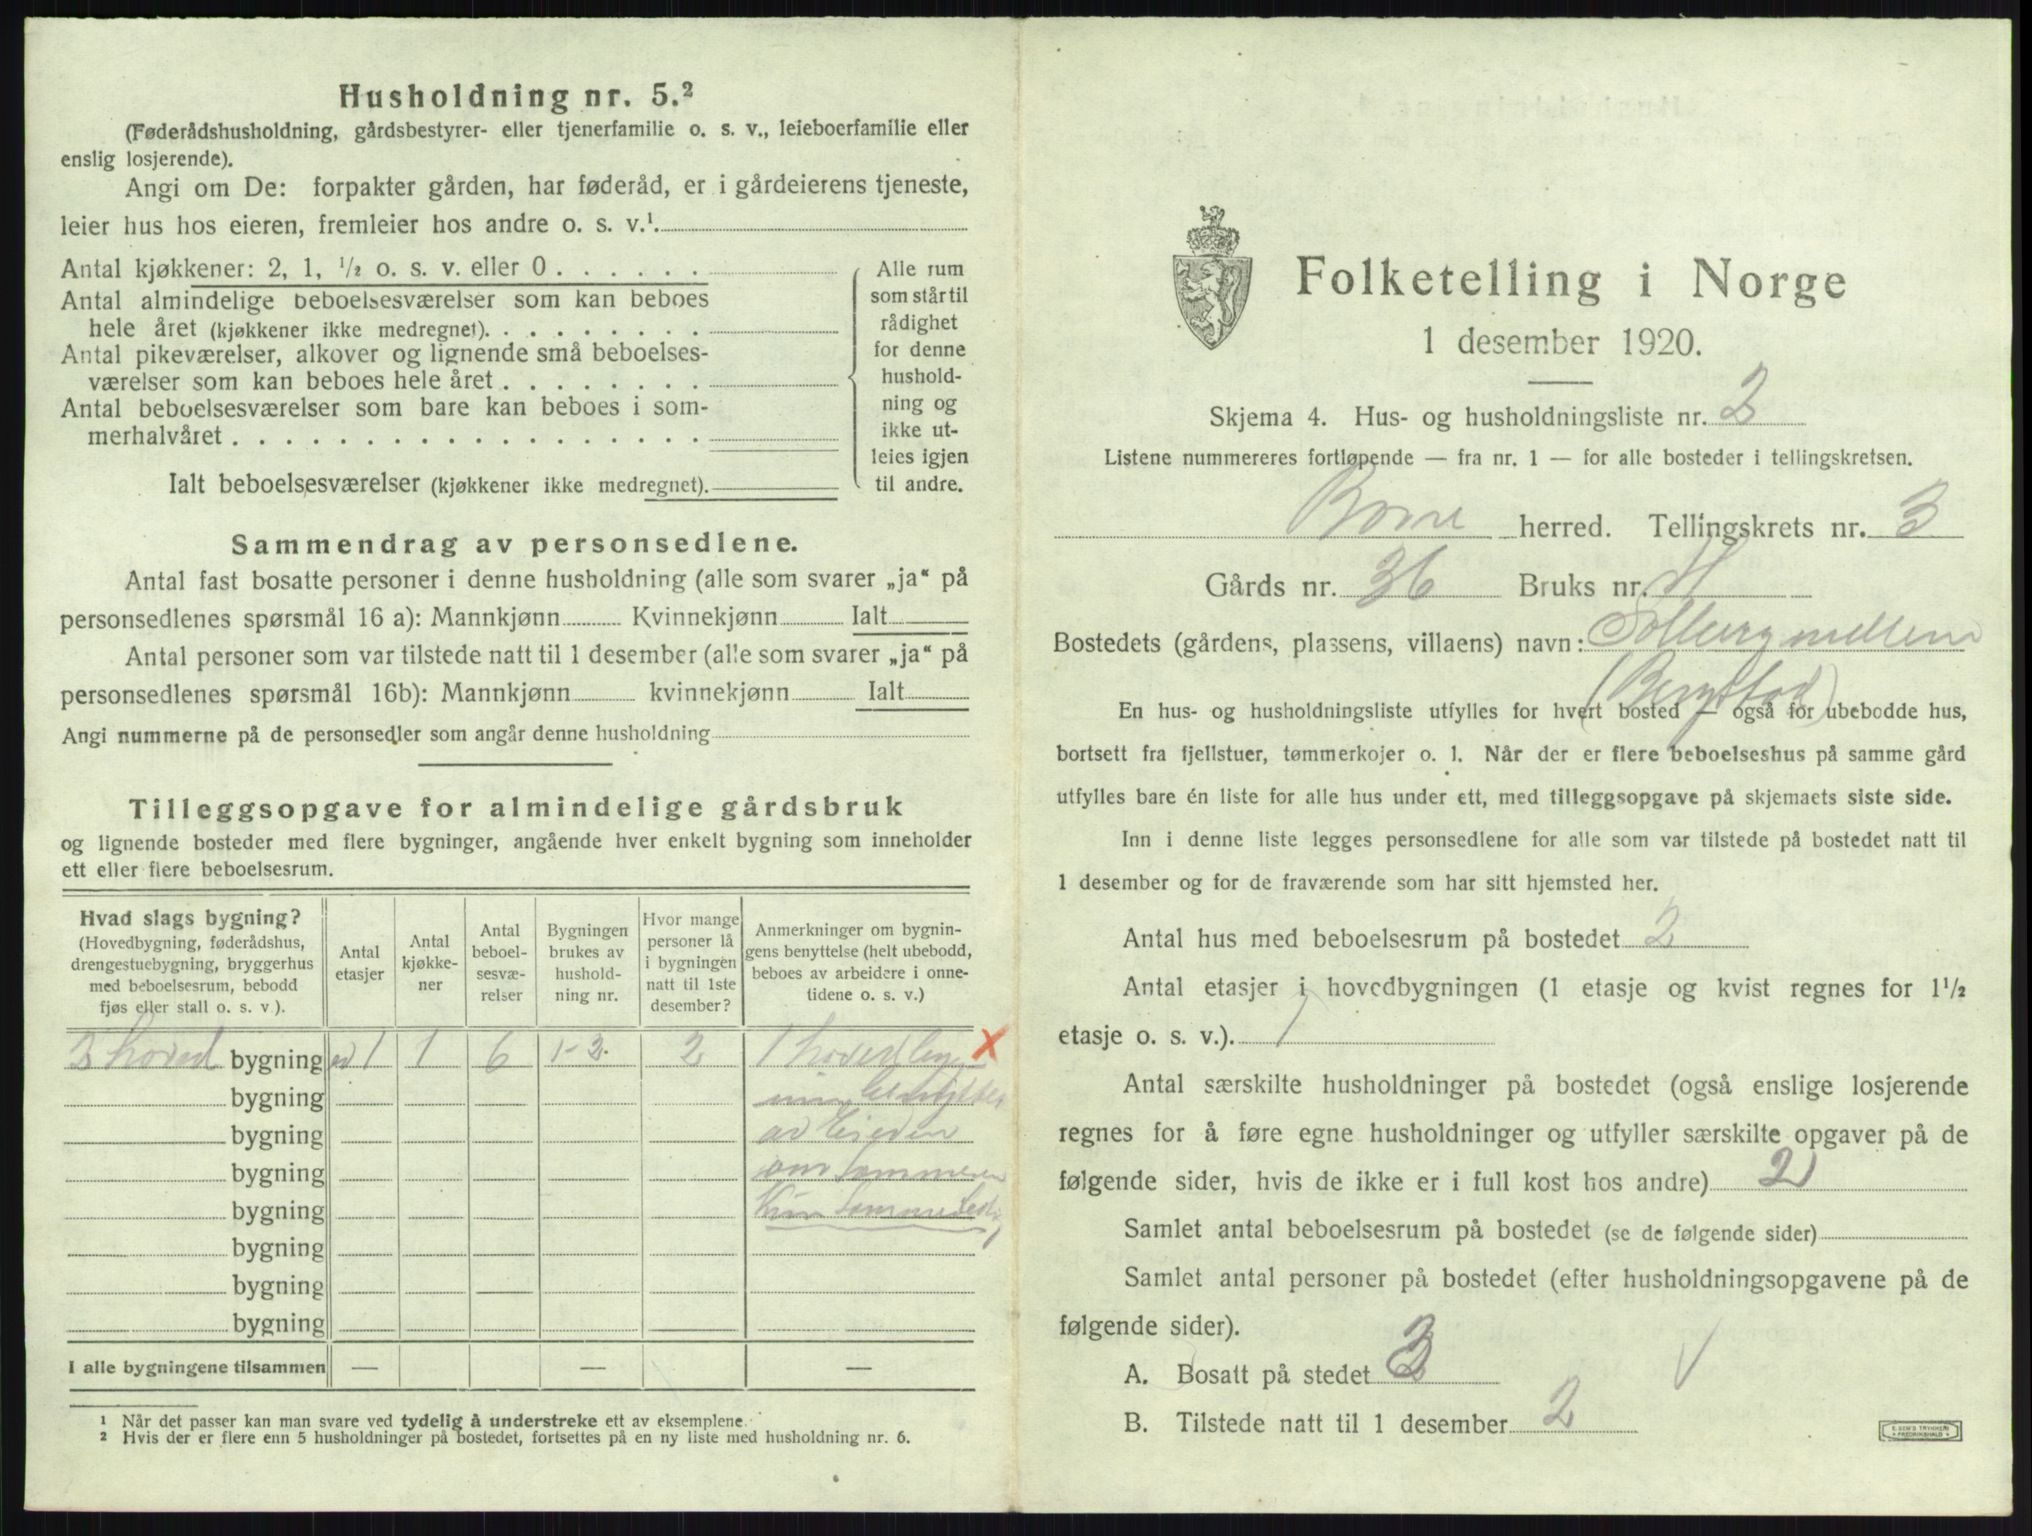 Husholdning nr. 5.²
(Føderådshusholdning, gårdsbestyrer- eller tjenerfamilie o. s. v., leieboerfamilie eller
enslig losjerende).
Angi om De: forpakter gården, har føderåd, er i gårdeierens tjeneste,
leier hus hos eieren, fremleier hos andre o. s. v.¹.
Antal kjøkkener: 2, 1, ½ o. s. v. eller 0 . . . . . .
Antal almindelige beboelsesværelser som kan beboes
hele året (kjøkkener ikke medregnet). . . . . . . . .
Antal pikeværelser, alkover og lignende små beboelses-
værelser som kan beboes hele året . . . . . . . .
Antal beboelsesværelser som bare kan beboes i som-
merhalvåret . . . . . . . . . . . . . . . . . .
Ialt beboelsesværelser (kjøkkener ikke medregnet).
Alle rum
som står til
rådighet
for denne
hushold-
ning og
ikke ut-
leies igjen
til andre.
Sammendrag av personsedlene.
Antal fast bosatte personer i denne husholdning (alle som svarer „ja“ på
personsedlenes spørsmål 16 a): Mannkjønn Kvinnekjønn Ialt
Antal personer som var tilstede natt til 1 desember (alle som svarer „ja“ på
personsedlenes spørsmål 16b): Mannkjønn kvinnekjønn Ialt
Angi nummerne på de personsedler som angår denne husholdning
Tilleggsopgave for almindelige gårdsbruk
og lignende bosteder med flere bygninger, angående hver enkelt bygning som inneholder
ett eller flere beboelsesrum.
Hvad slags bygning?
(Hovedbygning, føderådshus,
drengestuebygning, bryggerhus
med beboelsesrum, bebodd
fjøs eller stall o. s. v ).
Antal
etasjer
Antal
kjøkke-
ner
Antal
beboel-
sesvæ-
relser
Bygningen
brukes av
hushold-
ning nr.
Hvor mange
personer lå
i bygningen
natt til 1ste
desember?
Anmerkninger om bygnin-
gens benyttelse (helt ubebodd,
beboes av arbeidere i onne-
tidene o. s. v.)
2 hoved bygning 1 1 6 1-2. 2 1 hovedbyg
bygning benyttes
bygning av Eieren
bygning om Sommeren
bygning Kun
bygning
bygning
bygning
I alle bygningene tilsammen — — —
¹ Når det passer kan man svare ved tydelig å understreke ett av eksemplene.
² Hvis der er flere enn 5 husholdninger på bostedet, fortsettes på en ny liste med husholdning nr. 6.
Folketelling i Norge
1 desember 1920.
Skjema 4. Hus- og husholdningsliste nr. 2
Listene nummereres fortløpende — fra nr. 1 — for alle bosteder i tellingskretsen.
Borre herred. Tellingskrets nr. 3
Gårds nr. 36 Bruks nr. 4
Bostedets (gårdens, plassens, villaens) navn: Solberg mellem
(Bergstad)
En hus- og husholdningsliste utfylles for hvert bosted — også for ubebodde hus,
bortsett fra fjellstuer, tømmerkojer o. l. Når der er flere beboelseshus på samme gård
utfylles bare én liste for alle hus under ett, med tilleggsopgave på skjemaets siste side.
Inn i denne liste legges personsedlene for alle som var tilstede på bostedet natt til
1 desember og for de fraværende som har sitt hjemsted her.
Antal hus med beboelsesrum på bostedet 2
Antal etasjer i hovedbygningen (1 etasje og kvist regnes for 1½
etasje o. s. v.). 1
Antal særskilte husholdninger på bostedet (også enslige losjerende
regnes for å føre egne husholdninger og utfyller særskilte opgaver på de
følgende sider, hvis de ikke er i full kost hos andre) 2
Samlet antal beboelsesrum på bostedet (se de følgende sider)
Samlet antal personer på bostedet (efter husholdningsopgavene på de
følgende sider).
A. Bosatt på stedet 3
B. Tilstede natt til 1 desember 2
E. SEM'S TRYKKERI
FREDRIKSHALD